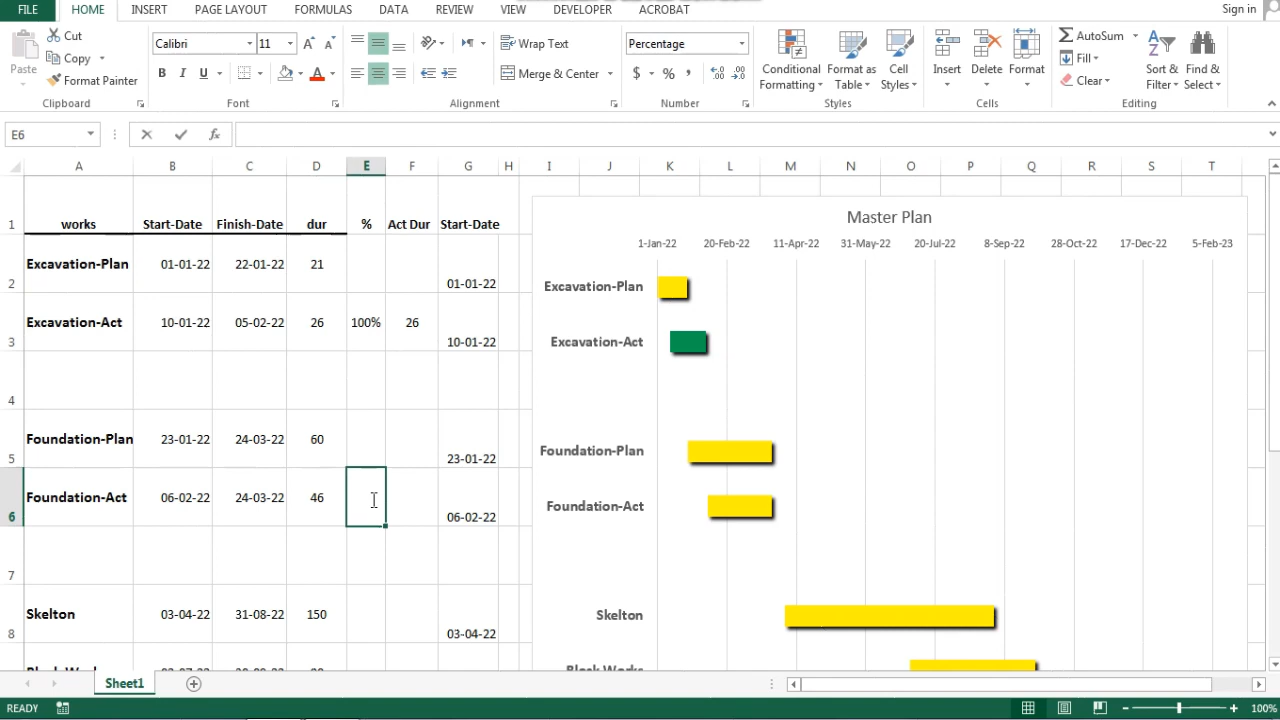 FILE HOME INSERT PAGE LAYOUT FORMULAS DATA REVIEW VIEW DEVELOPER ACROBAT Sign in
Paste Cut
Copy
Format Painter
Clipboard
Calibri 11
B I U A
Font
Wrap Text
Merge & Center
Alignment
Percentage
$ % ,
Number
Conditional Formatting
Format as Table
Cell Styles
Styles
Insert Delete Format
Cells
AutoSum
Fill
Clear
Sort & Filter
Find & Select
Editing
E6 fx
A B C D E F G H I J K L M N O P Q R S T
1 works Start-Date Finish-Date dur % Act Dur Start-Date
2 Excavation-Plan 01-01-22 22-01-22 21 01-01-22
3 Excavation-Act 10-01-22 05-02-22 26 100% 26 10-01-22
4
5 Foundation-Plan 23-01-22 24-03-22 60 23-01-22
6 Foundation-Act 06-02-22 24-03-22 46 06-02-22
7
8 Skelton 03-04-22 31-08-22 150 03-04-22
Master Plan
1-Jan-22 20-Feb-22 11-Apr-22 31-May-22 20-Jul-22 8-Sep-22 28-Oct-22 17-Dec-22 5-Feb-23
Excavation-Plan
Excavation-Act
Foundation-Plan
Foundation-Act
Skelton
Sheet1
READY 100%